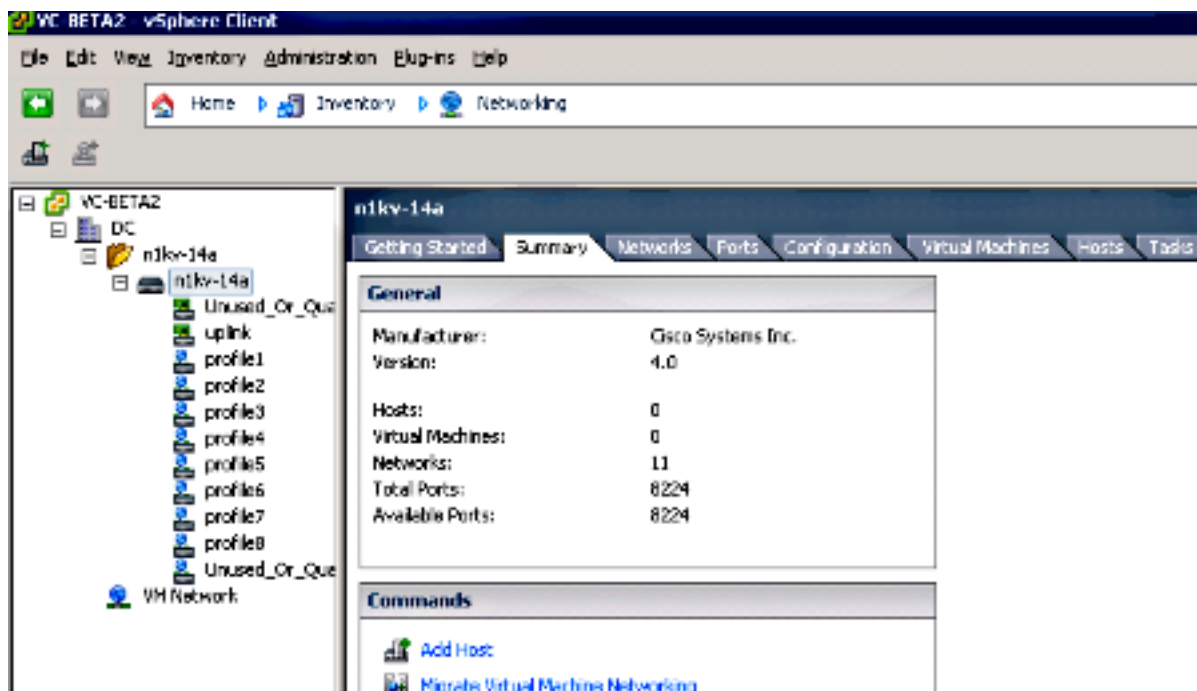 VC-BETA2 - vSphere Client
File Edit View Inventory Administration Plug-ins Help
Home Inventory Networking
VC-BETA2
DC
n1kv-14a
n1kv-14a
Unused_Or_Qua
uplink
profile1
profile2
profile3
profile4
profile5
profile6
profile7
profile8
Unused_Or_Que
VM Network
n1kv-14a
Getting Started Summary Networks Ports Configuration Virtual Machines Hosts Tasks
General
Manufacturer: Cisco Systems Inc.
Version: 4.0
Hosts: 0
Virtual Machines: 0
Networks: 11
Total Ports: 8224
Available Ports: 8224
Commands
Add Host
Migrate Virtual Machine Networking